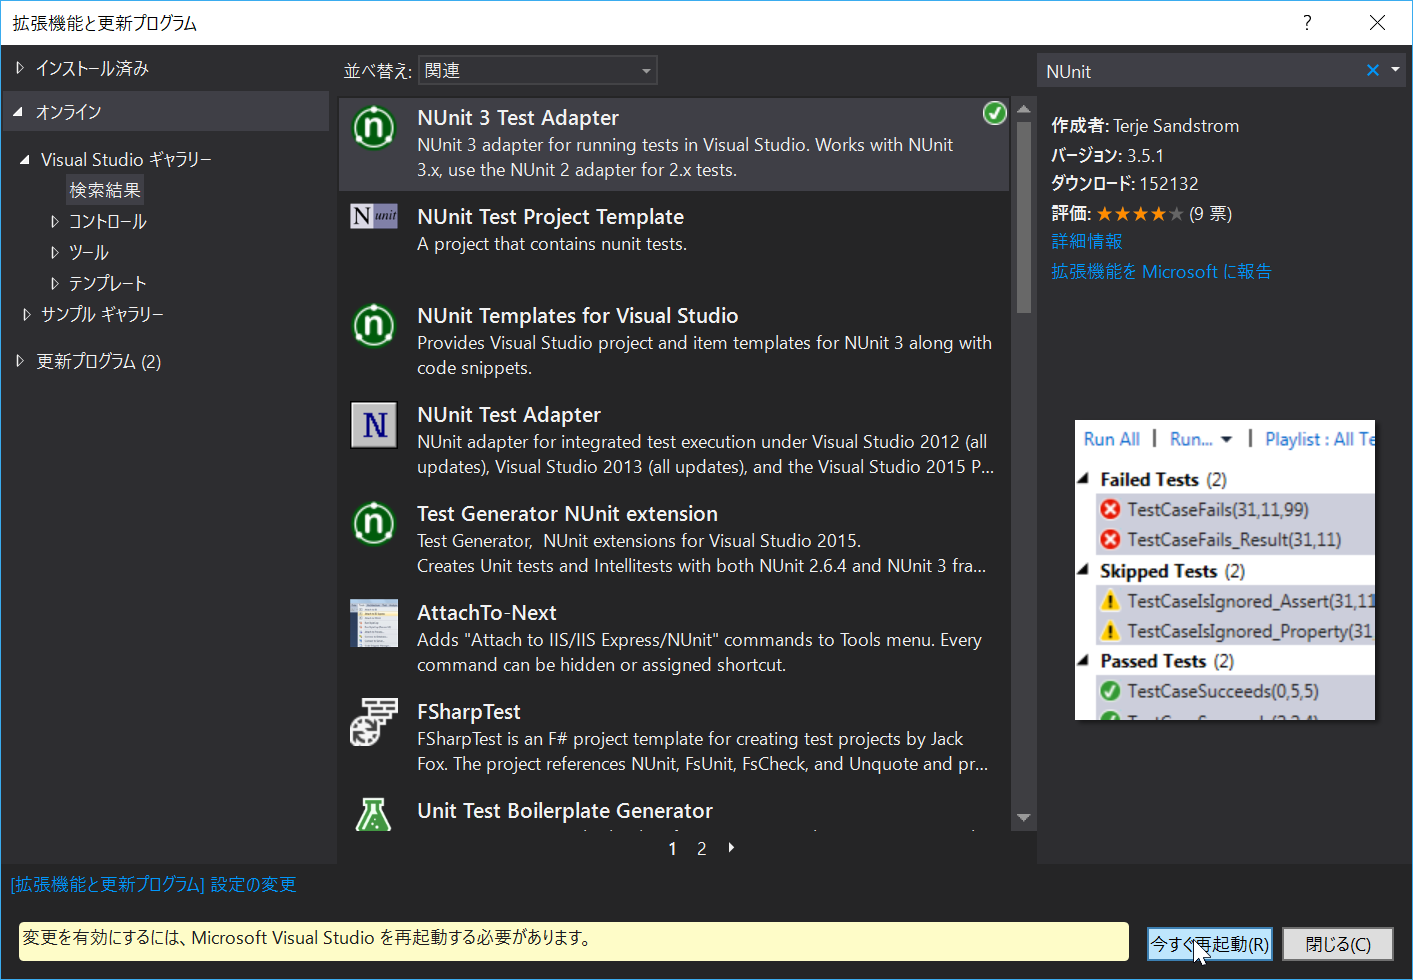 拡張機能と更新プログラム
?
インストール済み
オンライン
Visual Studio ギャラリー
検索結果
コントロール
ツール
テンプレート
サンプル ギャラリー
更新プログラム (2)
並べ替え: 関連
NUnit 3 Test Adapter
NUnit 3 adapter for running tests in Visual Studio. Works with NUnit
3.x, use the NUnit 2 adapter for 2.x tests.
N unit
NUnit Test Project Template
A project that contains nunit tests.
NUnit Templates for Visual Studio
Provides Visual Studio project and item templates for NUnit 3 along with
code snippets.
N
NUnit Test Adapter
NUnit adapter for integrated test execution under Visual Studio 2012 (all
updates), Visual Studio 2013 (all updates), and the Visual Studio 2015 P...
Test Generator NUnit extension
Test Generator,  NUnit extensions for Visual Studio 2015.
Creates Unit tests and Intellitests with both NUnit 2.6.4 and NUnit 3 fra...
AttachTo-Next
Adds "Attach to IIS/IIS Express/NUnit" commands to Tools menu. Every
command can be hidden or assigned shortcut.
FSharpTest
FSharpTest is an F# project template for creating test projects by Jack
Fox. The project references NUnit, FsUnit, FsCheck, and Unquote and pr...
Unit Test Boilerplate Generator
1 2
NUnit
作成者: Terje Sandstrom
バージョン: 3.5.1
ダウンロード: 152132
評価: ★★★★★ (9 票)
詳細情報
拡張機能を Microsoft に報告
Run All | Run... | Playlist : All Te
Failed Tests (2)
TestCaseFails(31,11,99)
TestCaseFails_Result(31,11)
Skipped Tests (2)
TestCaseIsIgnored_Assert(31,11
TestCaseIsIgnored_Property(31,
Passed Tests (2)
TestCaseSucceeds(0,5,5)
[拡張機能と更新プログラム] 設定の変更
変更を有効にするには、Microsoft Visual Studio を再起動する必要があります。
今すぐ再起動(R)
閉じる(C)